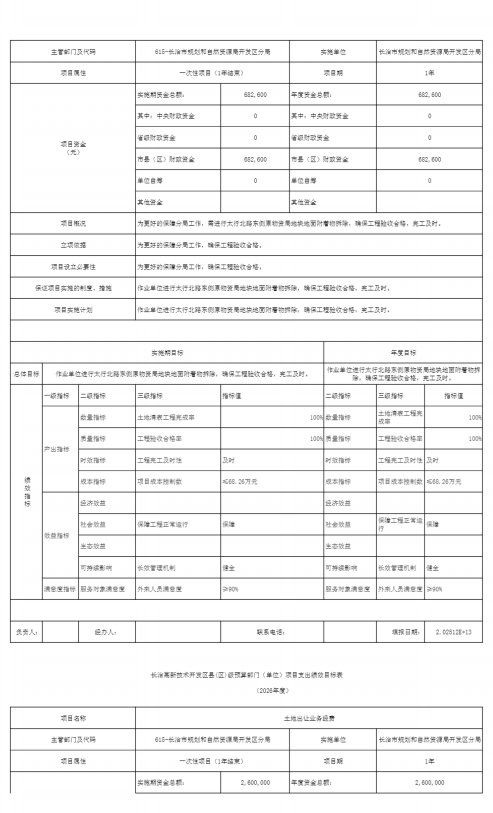 主管部门及代码 615-长治市规划和自然资源局开发区分局 实施单位 长治市规划和自然资源局开发区分局
项目属性 一次性项目（1年结束） 项目期 1年
项目资金（元） 实施期资金总额： 682,600 年度资金总额： 682,600
其中：中央财政资金 0 其中：中央财政资金 0
省级财政资金 0 省级财政资金 0
市县（区）财政资金 682,600 市县（区）财政资金 682,600
单位自筹 0 单位自筹 0
其他资金 其他资金
项目概况 为更好的保障分局工作，需进行太行北路东侧原物资局地块地面附着物拆除，确保工程验收合格，完工及时。
立项依据 为更好的保障分局工作，确保工程验收合格。
项目设立必要性 为更好的保障分局工作，确保工程验收合格。
保证项目实施的制度、措施 作业单位进行太行北路东侧原物资局地块地面附着物拆除，确保工程验收合格，完工及时。
项目实施计划 作业单位进行太行北路东侧原物资局地块地面附着物拆除，确保工程验收合格，完工及时。
实施期目标 年度目标
总体目标 作业单位进行太行北路东侧原物资局地块地面附着物拆除，确保工程验收合格，完工及时。 作业单位进行太行北路东侧原物资局地块地面附着物拆除，确保工程验收合格，完工及时。
绩效指标 一级指标 二级指标 三级指标 指标值 二级指标 三级指标 指标值
产出指标 数量指标 土地清表工程完成率 100% 数量指标 土地清表工程完成率 100%
质量指标 工程验收合格率 100% 质量指标 工程验收合格率 100%
时效指标 工程完工及时性 及时 时效指标 工程完工及时性 及时
成本指标 项目成本控制数 ≤68.26万元 成本指标 项目成本控制数 ≤68.26万元
效益指标 经济效益 经济效益
社会效益 保障工程正常运行 保障 社会效益 保障工程正常运行 保障
生态效益 生态效益
可持续影响 长效管理机制 健全 可持续影响 长效管理机制 健全
满意度指标 服务对象满意度 外来人员满意度 ≥90% 服务对象满意度 外来人员满意度 ≥90%
负责人： 经办人： 联系电话： 填报日期： 2.02512E+13
长治高新技术开发区县(区)级预算部门（单位）项目支出绩效目标表
（2026年度）
项目名称 土地出让业务经费
主管部门及代码 615-长治市规划和自然资源局开发区分局 实施单位 长治市规划和自然资源局开发区分局
项目属性 一次性项目（1年结束） 项目期 1年
实施期资金总额： 2,600,000 年度资金总额： 2,600,000